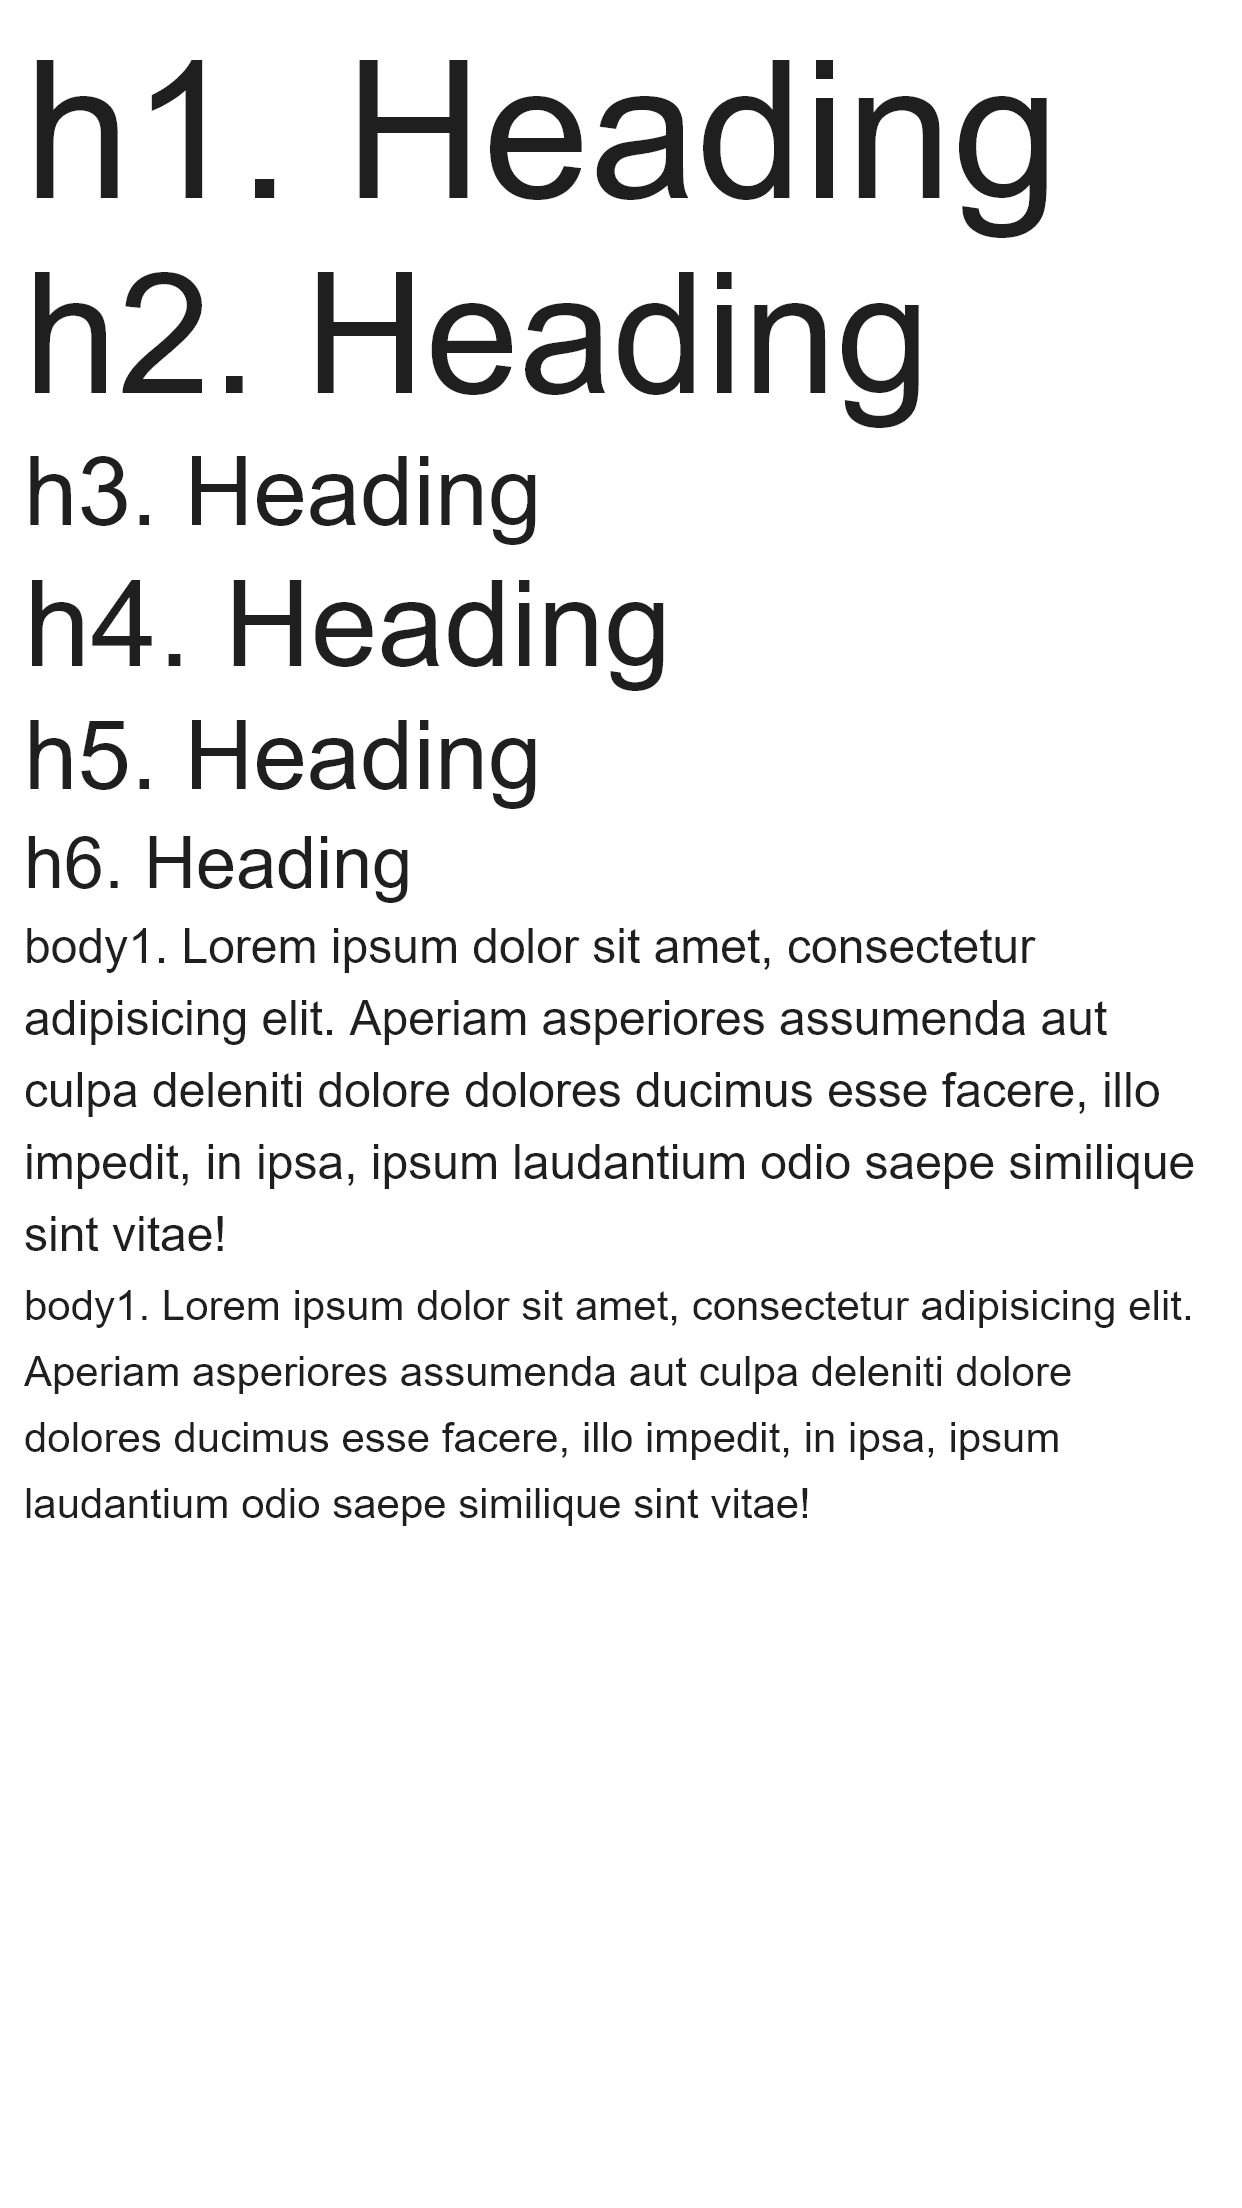 h1. Heading
h2. Heading
h3. Heading
h4. Heading
h5. Heading
h6. Heading
body1. Lorem ipsum dolor sit amet, consectetur
adipisicing elit. Aperiam asperiores assumenda aut
culpa deleniti dolore dolores ducimus esse facere, illo
impedit, in ipsa, ipsum laudantium odio saepe similique
sint vitae!
body1. Lorem ipsum dolor sit amet, consectetur adipisicing elit.
Aperiam asperiores assumenda aut culpa deleniti dolore
dolores ducimus esse facere, illo impedit, in ipsa, ipsum
laudantium odio saepe similique sint vitae!